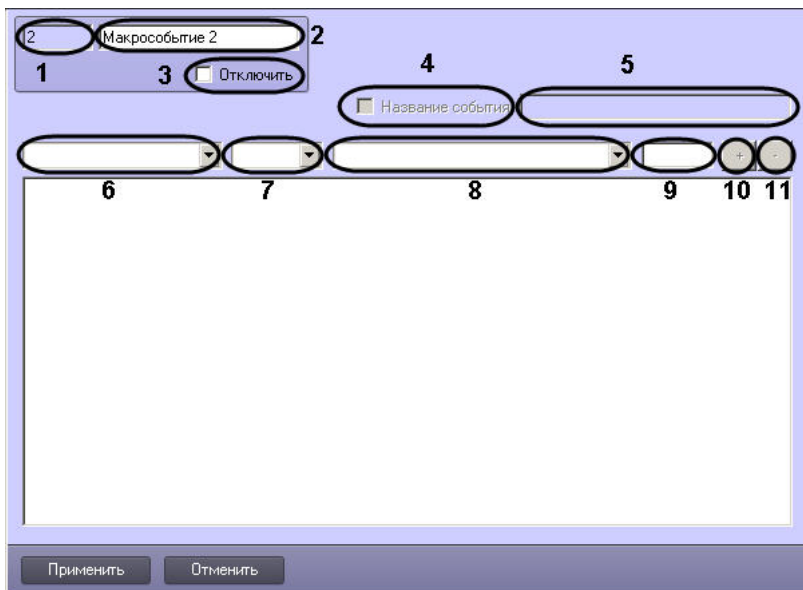 2 Макрособытие 2 2
1 3 Отключить 4 5
Название события
+ -
6 7 8 9 10 11
Применить Отменить